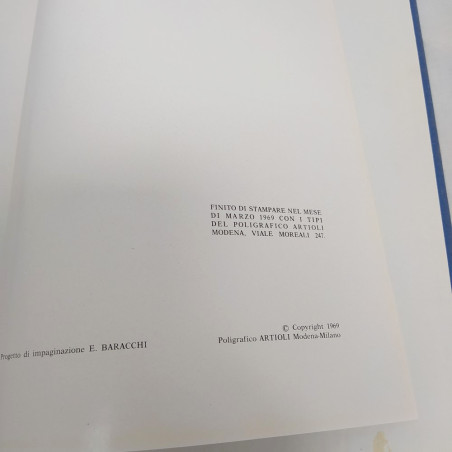 FINITO DI STAMPARE NEL MESE
DI MARZO 1969 CON I TIPI
DEL POLIGRAFICO ARTIOLI
MODENA, VIALE MOREALI 247.
© Copyright 1969
Poligrafico ARTIOLI Modena-Milano
Progetto di impaginazione E. BARACCHI